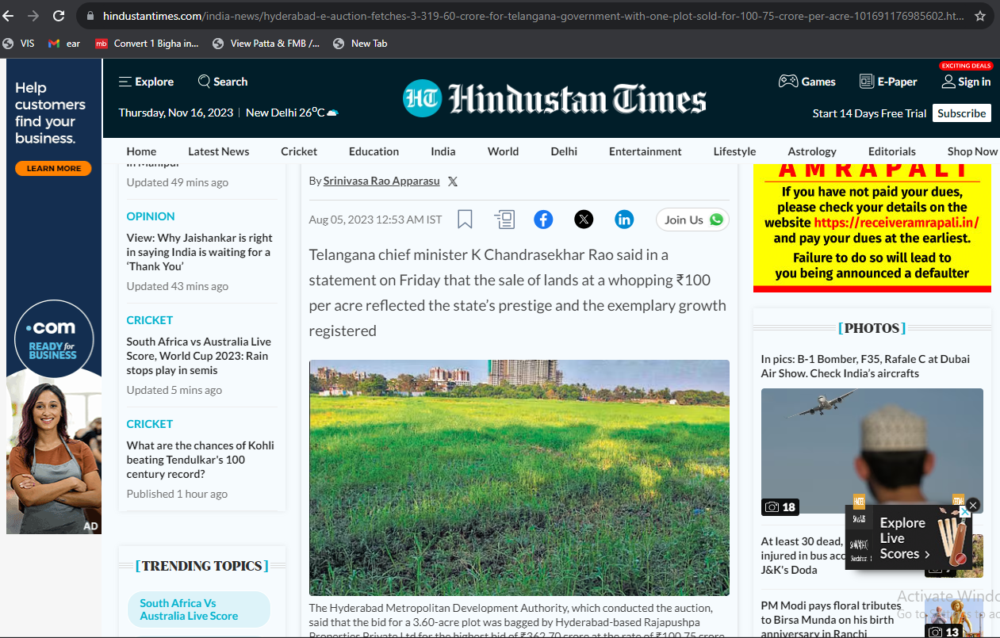 hindustantimes.com/india-news/hyderabad-e-auction-fetches-3-319-60-crore-for-telangana-government-with-one-plot-sold-for-100-75-crore-per-acre-101691176985602.ht...
VIS
ear
mb
Convert 1 Bigha in...
View Patta & FMB /...
New Tab
Help
customers
find your
business.
LEARN MORE
.com
READY for
BUSINESS
AD
Explore
Search
HT
Hindustan Times
Games
E-Paper
EXCITING DEALS
Sign in
Thursday, Nov 16, 2023 | New Delhi 26°C
Start 14 Days Free Trial
Subscribe
Home
Latest News
Cricket
Education
India
World
Delhi
Entertainment
Lifestyle
Astrology
Editorials
Shop Now
in Manipur
Updated 49 mins ago
OPINION
View: Why Jaishankar is right
in saying India is waiting for a
‘Thank You’
Updated 43 mins ago
CRICKET
South Africa vs Australia Live
Score, World Cup 2023: Rain
stops play in semis
Updated 5 mins ago
CRICKET
What are the chances of Kohli
beating Tendulkar's 100
century record?
Published 1 hour ago
[TRENDING TOPICS]
South Africa Vs
Australia Live Score
By Srinivasa Rao Apparasu
Aug 05, 2023 12:53 AM IST
Join Us
Telangana chief minister K Chandrasekhar Rao said in a
statement on Friday that the sale of lands at a whopping ₹100
per acre reflected the state’s prestige and the exemplary growth
registered
The Hyderabad Metropolitan Development Authority, which conducted the auction,
said that the bid for a 3.60-acre plot was bagged by Hyderabad-based Rajapushpa
Properties Private Ltd for the highest bid of ₹362.70 crore at the rate of ₹100.75 crore
AMRAPALI
If you have not paid your dues,
please check your details on the
website https://receiveramrapali.in/
and pay your dues at the earliest.
Failure to do so will lead to
you being announced a defaulter
[PHOTOS]
In pics: B-1 Bomber, F35, Rafale C at Dubai
Air Show. Check India’s aircrafts
18
Explore
Live
Scores >
At least 30 dead,
injured in bus acc
J&K's Doda
PM Modi pays floral tributes
to Birsa Munda on his birth
anniversary in Ranchi
13
Activate Windo
Go to Settings to ac